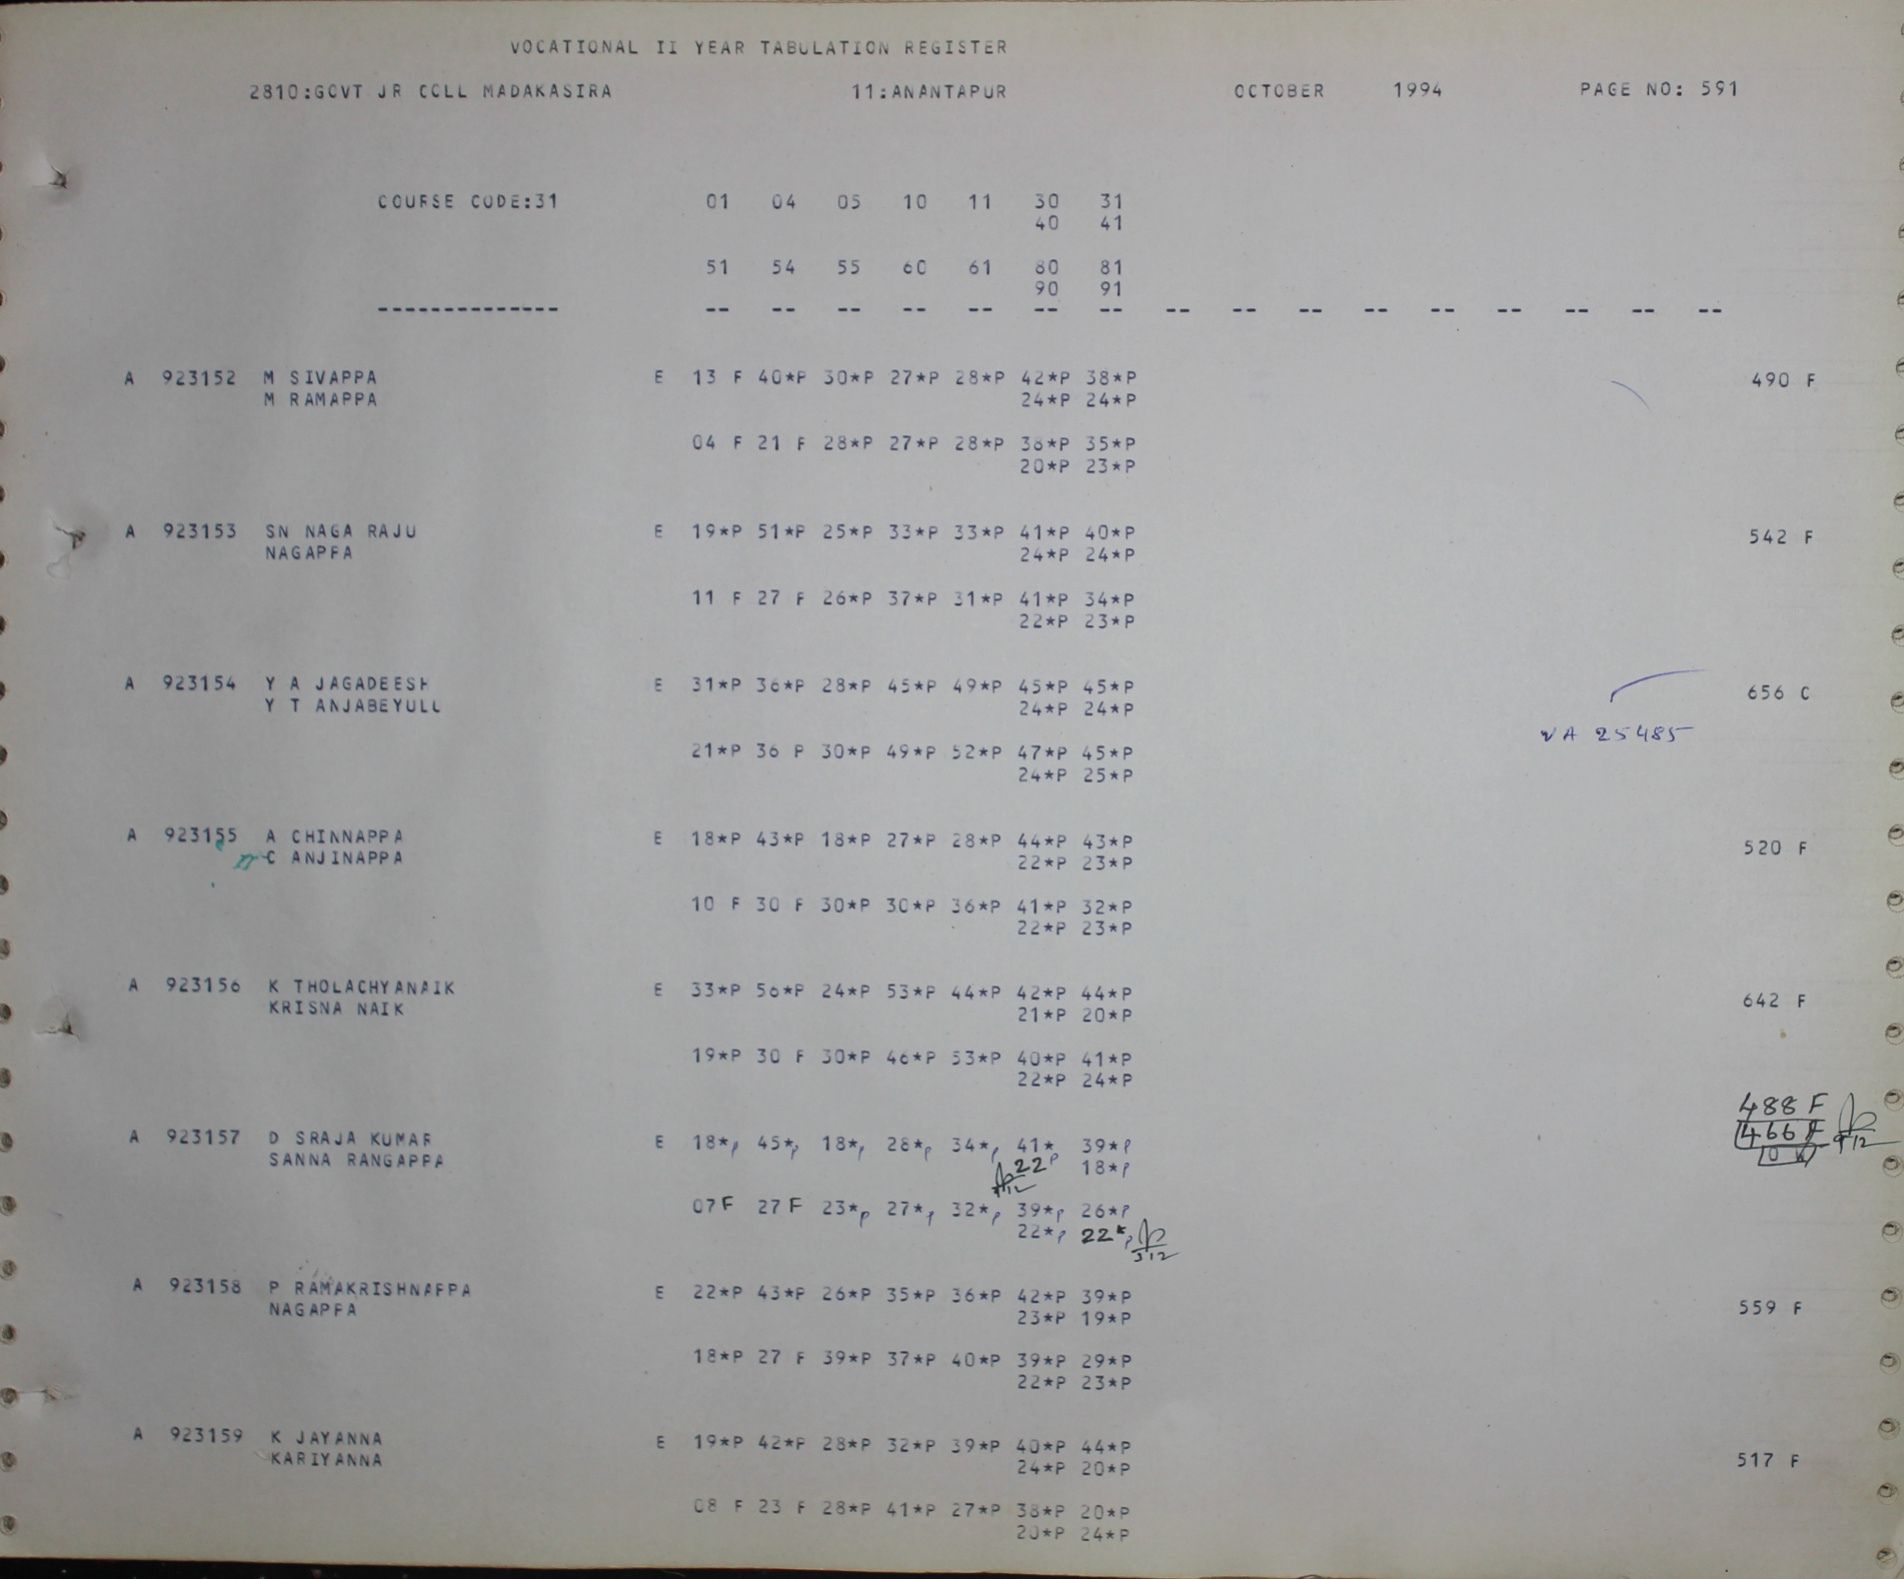 VOCATIONAL II YEAR TABULATION REGISTER
2810:GOVT JR COLL MADAKASIRA 11:ANANTAPUR OCTOBER 1994 PAGE NO: 591
COURSE CODE:31 01 04 05 10 11 30 31
40 41
51 54 55 60 61 80 81
90 91
-------------- -- -- -- -- -- -- -- -- -- -- -- -- -- -- -- --
A 923152 M SIVAPPA E 13 F 40*P 30*P 27*P 28*P 42*P 38*P 490 F
M RAMAPPA 24*P 24*P
04 F 21 F 28*P 27*P 28*P 38*P 35*P
20*P 23*P
A 923153 SN NAGA RAJU E 19*P 51*P 25*P 33*P 33*P 41*P 40*P 542 F
NAGAPPA 24*P 24*P
11 F 27 F 26*P 37*P 31*P 41*P 34*P
22*P 23*P
A 923154 Y A JAGADEESH E 31*P 36*P 28*P 45*P 49*P 45*P 45*P 656 C
Y T ANJABEYULL 24*P 24*P
VA 25485
21*P 36 P 30*P 49*P 52*P 47*P 45*P
24*P 25*P
A 923155 A CHINNAPPA E 18*P 43*P 18*P 27*P 28*P 44*P 43*P 520 F
C ANJINAPPA 22*P 23*P
10 F 30 F 30*P 30*P 36*P 41*P 32*P
22*P 23*P
A 923156 K THOLACHYANAIK E 33*P 56*P 24*P 53*P 44*P 42*P 44*P 642 F
KRISNA NAIK 21*P 20*P
19*P 30 F 30*P 46*P 53*P 40*P 41*P
22*P 24*P
488 F
A 923157 D SRAJA KUMAR E 18*P 45*P 18*P 28*P 34*P 41*P 39*P 466 F
SANNA RANGAPPA 22P 18*P
07 F 27 F 23*P 27*P 32*P 39*P 26*P
22*P 22*P
A 923158 P RAMAKRISHNAPPA E 22*P 43*P 26*P 35*P 36*P 42*P 39*P 559 F
NAGAPPA 23*P 19*P
18*P 27 F 39*P 37*P 40*P 39*P 29*P
22*P 23*P
A 923159 K JAYANNA E 19*P 42*P 28*P 32*P 39*P 40*P 44*P 517 F
KARIYANNA 24*P 20*P
08 F 23 F 28*P 41*P 27*P 38*P 20*P
20*P 24*P